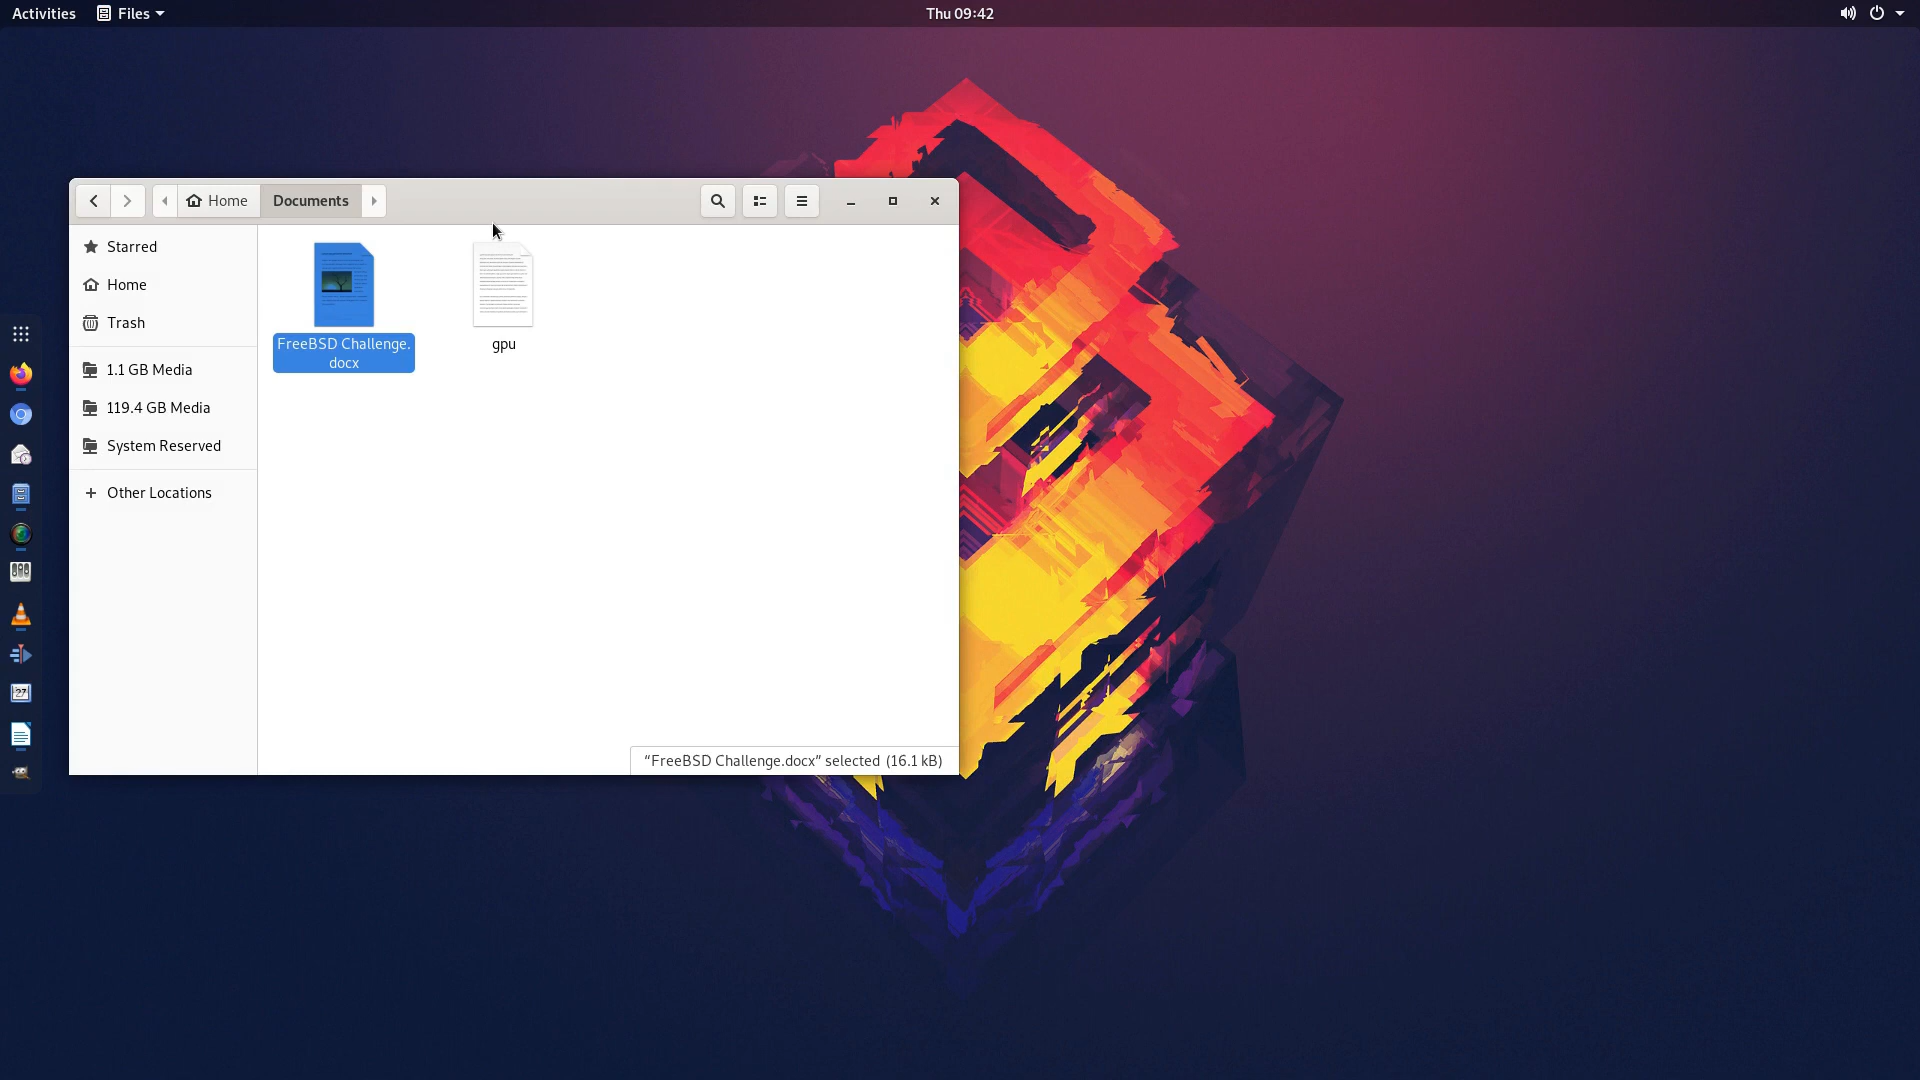 Activities
Files
Thu 09:42
Home
Documents
Starred
Home
Trash
1.1 GB Media
119.4 GB Media
System Reserved
Other Locations
FreeBSD Challenge.
docx
gpu
27
“FreeBSD Challenge.docx” selected (16.1 kB)